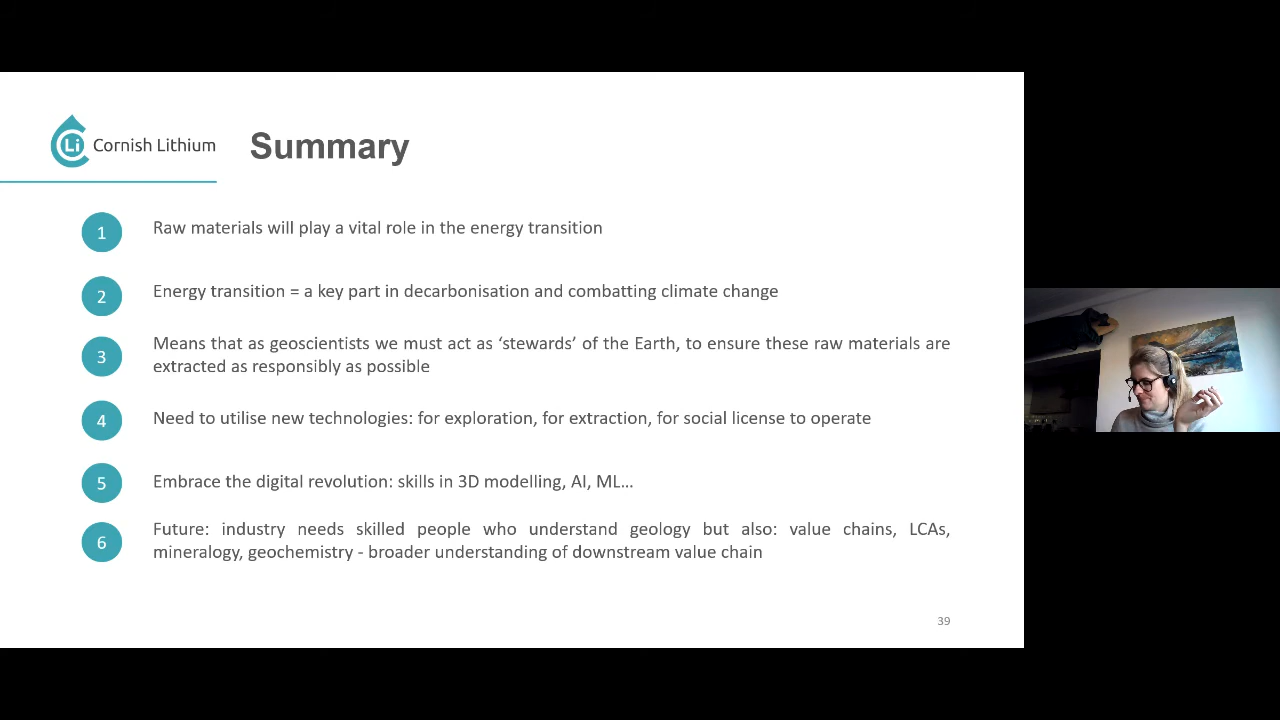 Li
Cornish Lithium
Summary
1
Raw materials will play a vital role in the energy transition
2
Energy transition = a key part in decarbonisation and combatting climate change
3
Means that as geoscientists we must act as ‘stewards’ of the Earth, to ensure these raw materials are
extracted as responsibly as possible
4
Need to utilise new technologies: for exploration, for extraction, for social license to operate
5
Embrace the digital revolution: skills in 3D modelling, AI, ML…
6
Future: industry needs skilled people who understand geology but also: value chains, LCAs,
mineralogy, geochemistry - broader understanding of downstream value chain
39